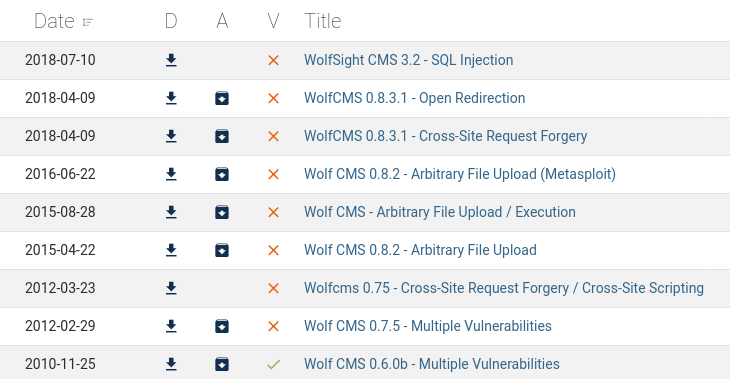 Date D A V Title
2018-07-10 WolfSight CMS 3.2 - SQL Injection
2018-04-09 WolfCMS 0.8.3.1 - Open Redirection
2018-04-09 WolfCMS 0.8.3.1 - Cross-Site Request Forgery
2016-06-22 Wolf CMS 0.8.2 - Arbitrary File Upload (Metasploit)
2015-08-28 Wolf CMS - Arbitrary File Upload / Execution
2015-04-22 Wolf CMS 0.8.2 - Arbitrary File Upload
2012-03-23 Wolfcms 0.75 - Cross-Site Request Forgery / Cross-Site Scripting
2012-02-29 Wolf CMS 0.7.5 - Multiple Vulnerabilities
2010-11-25 Wolf CMS 0.6.0b - Multiple Vulnerabilities